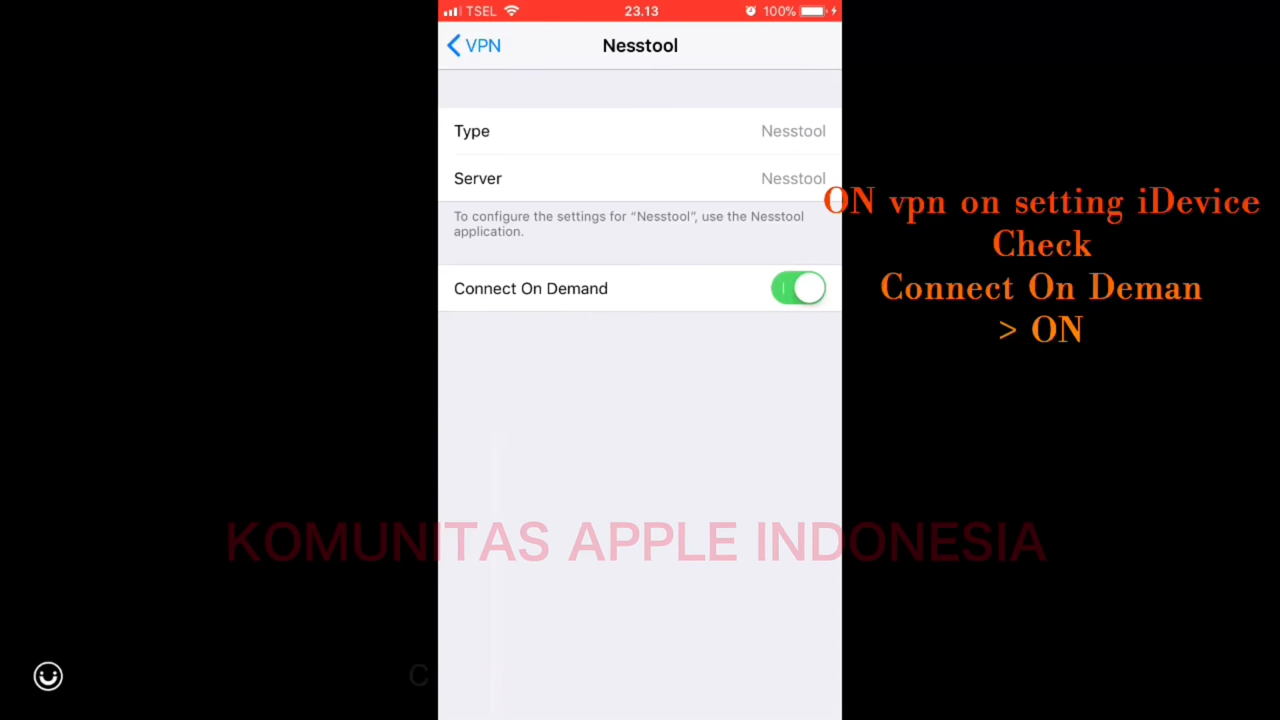 TSEL 23.13 100%
VPN Nesstool
Type Nesstool
Server Nesstool
To configure the settings for “Nesstool”, use the Nesstool
application.
Connect On Demand
ON vpn on setting iDevice
Check
Connect On Deman
> ON
KOMUNITAS APPLE INDONESIA
C